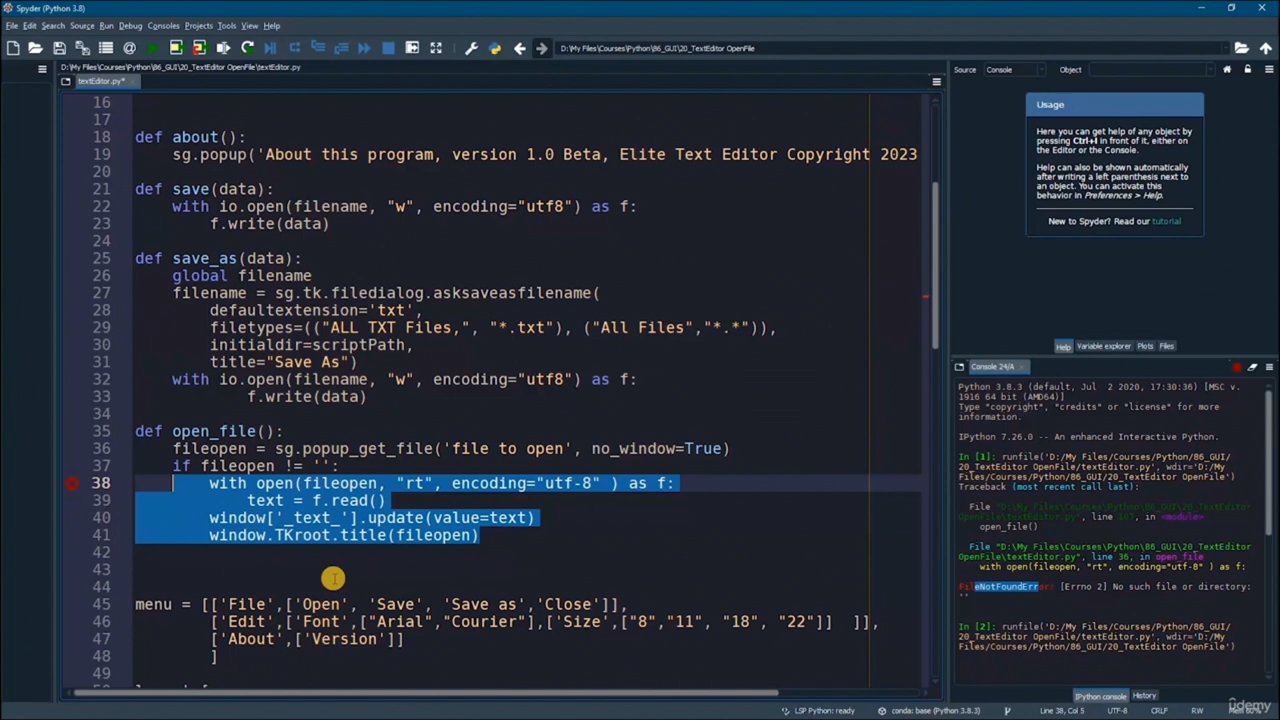 Spyder (Python 3.8)
File Edit Search Source Run Debug Consoles Projects Tools View Help
D:\My Files\Courses\Python\86_GUI\20_TextEditor OpenFile
D:\My Files\Courses\Python\86_GUI\20_TextEditor OpenFile\textEditor.py
textEditor.py*
16
17
18 def about():
19 sg.popup('About this program, version 1.0 Beta, Elite Text Editor Copyright 2023
20
21 def save(data):
22 with io.open(filename, "w", encoding="utf8") as f:
23 f.write(data)
24
25 def save_as(data):
26 global filename
27 filename = sg.tk.filedialog.asksaveasfilename(
28 defaultextension='txt',
29 filetypes=(("ALL TXT Files,", "*.txt"), ("All Files","*.*")),
30 initialdir=scriptPath,
31 title="Save As")
32 with io.open(filename, "w", encoding="utf8") as f:
33 f.write(data)
34
35 def open_file():
36 fileopen = sg.popup_get_file('file to open', no_window=True)
37 if fileopen != '':
38 with open(fileopen, "rt", encoding="utf-8" ) as f:
39 text = f.read()
40 window['_text_'].update(value=text)
41 window.TKroot.title(fileopen)
42
43
44
45 menu = [['File',['Open', 'Save', 'Save as','Close']],
46 ['Edit',['Font',["Arial","Courier"],['Size',["8","11", "18", "22"]] ]],
47 ['About',['Version']]
48 ]
49
Source Console Object
Usage
Here you can get help of any object by
pressing Ctrl+I in front of it, either on
the Editor or the Console.
Help can also be shown automatically
after writing a left parenthesis next to
an object. You can activate this
behavior in Preferences > Help.
New to Spyder? Read our tutorial
Help Variable explorer Plots Files
Console 24/A
Python 3.8.3 (default, Jul 2 2020, 17:30:36) [MSC v.
1916 64 bit (AMD64)]
Type "copyright", "credits" or "license" for more
information.
IPython 7.26.0 -- An enhanced Interactive Python.
In [1]: runfile('D:/My Files/Courses/Python/86_GUI/
20_TextEditor OpenFile/textEditor.py', wdir='D:/My
Files/Courses/Python/86_GUI/20_TextEditor OpenFile')
Traceback (most recent call last):
File "D:\My Files\Courses\Python\86_GUI\20_TextEditor
OpenFile\textEditor.py", line 107, in <module>
open_file()
File "D:\My Files\Courses\Python\86_GUI\20_TextEditor
OpenFile\textEditor.py", line 36, in open_file
with open(fileopen, "rt", encoding="utf-8" ) as f:
FileNotFoundError: [Errno 2] No such file or directory:
''
In [2]: runfile('D:/My Files/Courses/Python/86_GUI/
20_TextEditor OpenFile/textEditor.py', wdir='D:/My
Files/Courses/Python/86_GUI/20_TextEditor OpenFile')
IPython console History
LSP Python: ready conda: base (Python 3.8.3) Line 38, Col 5 UTF-8 CRLF RW
udemy